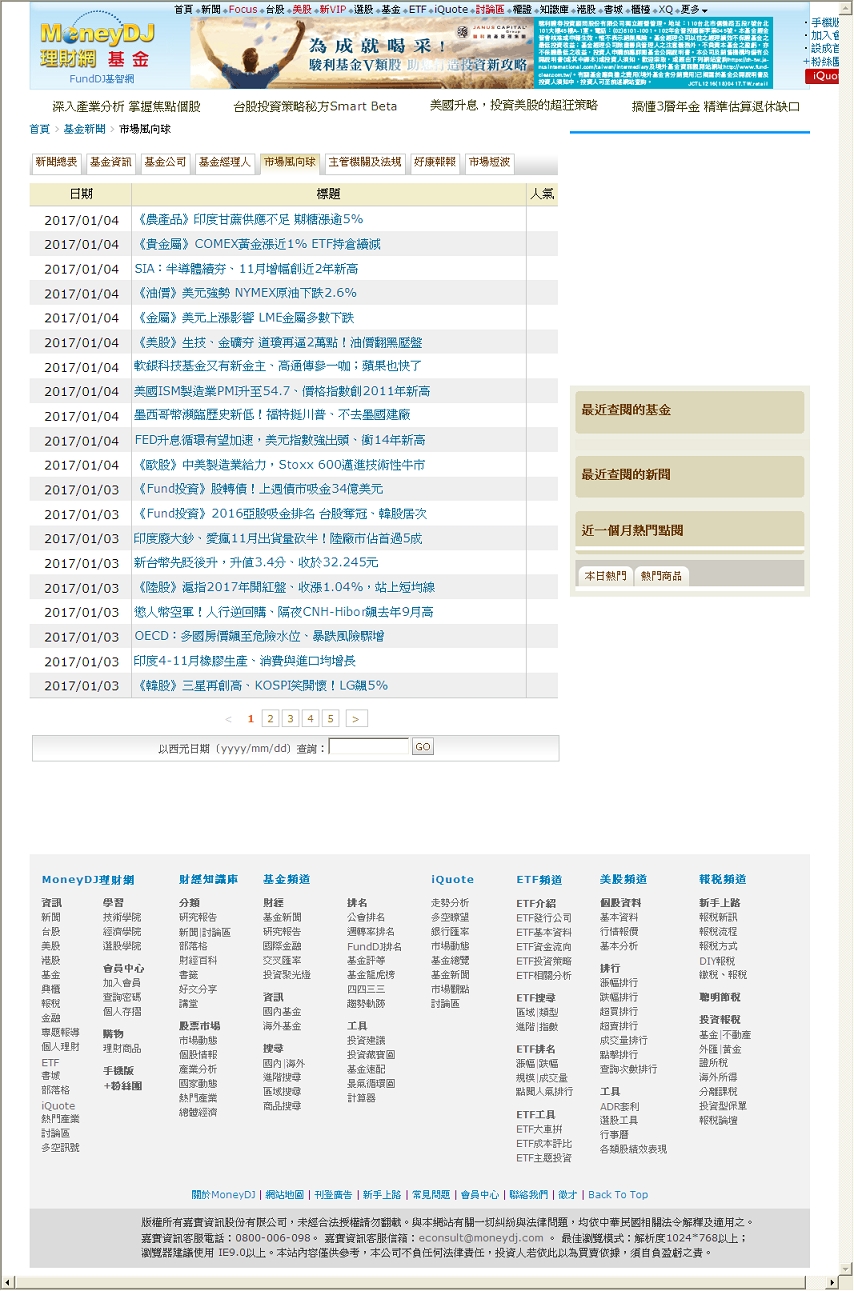 首頁 新聞 Focus 台股 美股 新VIP 選股 基金 ETF iQuote 討論區 權證 知識庫 港股 書城 櫃檯 XQ 更多
MoneyDJ
理財網 基金
FundDJ基智網
為成就喝采！
駿利基金V類股
投資新攻略
JANUS CAPITAL Group
手機版
設成首
+粉絲團
iQuo
深入產業分析 掌握焦點個股 台股投資策略秘方Smart Beta 美國升息，投資美股的超狂策略 搞懂3層年金 精準估算退休缺口
首頁 > 基金新聞 > 市場風向球
新聞總表 基金資訊 基金公司 基金經理人 市場風向球 主管機關及法規 好康報報 市場短波
日期 標題 人氣
2017/01/04 《農產品》印度甘蔗供應不足 期糖漲逾5%
2017/01/04 《貴金屬》COMEX黃金漲近1% ETF持倉續減
2017/01/04 SIA：半導體續夯、11月增幅創近2年新高
2017/01/04 《油價》美元強勢 NYMEX原油下跌2.6%
2017/01/04 《金屬》美元上漲影響 LME金屬多數下跌
2017/01/04 《美股》生技、金礦夯 道瓊再逼2萬點！油價翻黑壓盤
2017/01/04 軟銀科技基金又有新金主、高通傳參一咖；蘋果也快了
2017/01/04 美國ISM製造業PMI升至54.7、價格指數創2011年新高
2017/01/04 墨西哥幣瀕臨歷史新低！福特挺川普、不去墨國建廠
2017/01/04 FED升息循環有望加速，美元指數強出頭、衝14年新高
2017/01/04 《歐股》中美製造業給力，Stoxx 600邁進技術性牛市
2017/01/03 《Fund投資》股轉債！上週債市吸金34億美元
2017/01/03 《Fund投資》2016亞股吸金排名 台股奪冠、韓股居次
2017/01/03 印度廢大鈔、愛瘋11月出貨量砍半！陸廠市佔首過5成
2017/01/03 新台幣先貶後升，升值3.4分、收於32.245元
2017/01/03 《陸股》滬指2017年開紅盤、收漲1.04%，站上短均線
2017/01/03 懲人幣空軍！人行逆回購、隔夜CNH-Hibor飆去年9月高
2017/01/03 OECD：多國房價飆至危險水位、暴跌風險驟增
2017/01/03 印度4-11月橡膠生產、消費與進口均增長
2017/01/03 《韓股》三星再創高、KOSPI笑開懷！LG飆5%
< 1 2 3 4 5 >
以西元日期（yyyy/mm/dd）查詢： GO
最近查閱的基金
最近查閱的新聞
近一個月熱門點閱
本日熱門 熱門商品
MoneyDJ理財網 財經知識庫 基金頻道 iQuote ETF頻道 美股頻道 報稅頻道
資訊
新聞
台股
美股
港股
基金
興櫃
報稅
金融
專題報導
個人理財
ETF
書城
部落格
iQuote
熱門產業
討論區
多空訊號
學習
技術學院
經濟學院
選股學院
會員中心
加入會員
查詢密碼
個人存摺
購物
理財商品
手機版
+粉絲團
分類
研究報告
新聞|討論區
部落格
財經百科
書籤
好文分享
講堂
股票市場
市場動態
個股情報
產業分析
國家動態
熱門產業
總體經濟
財經
基金新聞
研究報告
國際金融
交叉匯率
投資聚光燈
資訊
國內基金
海外基金
搜尋
國內|海外
進階搜尋
區域搜尋
商品搜尋
排名
公會排名
週轉率排名
FundDJ排名
基金評等
基金龍虎榜
四四三三
趨勢軌跡
工具
投資建議
投資藏寶圖
基金速配
景氣循環圖
計算器
走勢分析
多空瞭望
銀行匯率
市場動態
基金總覽
基金新聞
市場觀點
討論區
ETF介紹
ETF發行公司
ETF基本資料
ETF資金流向
ETF投資策略
ETF相關分析
ETF搜尋
區域|類型
進階|指數
ETF排名
漲幅|跌幅
規模|成交量
點閱人氣排行
ETF工具
ETF大車拼
ETF成本評比
ETF主題投資
個股資料
基本資料
行情報價
基本分析
排行
漲幅排行
跌幅排行
超買排行
超賣排行
成交量排行
點擊排行
查詢次數排行
工具
ADR套利
選股工具
行事曆
各類股績效表現
新手上路
報稅新訊
報稅流程
報稅方式
DIY報稅
繳稅、報稅
聰明節稅
投資報稅
基金|不動產
外匯|黃金
證所稅
海外所得
分離課稅
投資型保單
報稅論壇
關於MoneyDJ | 網站地圖 | 刊登廣告 | 新手上路 | 常見問題 | 會員中心 | 聯絡我們 | 徵才 | Back To Top
版權所有嘉實資訊股份有限公司，未經合法授權請勿翻載。與本網站有關一切糾紛與法律問題，均依中華民國相關法令解釋及適用之。
嘉實資訊客服電話：0800-006-098。 嘉實資訊客服信箱：econsult@moneydj.com 。 最佳瀏覽模式：解析度1024*768以上；
瀏覽器建議使用 IE9.0以上。本站內容僅供參考，本公司不負任何法律責任，投資人若依此以為買賣依據，須自負盈虧之責。